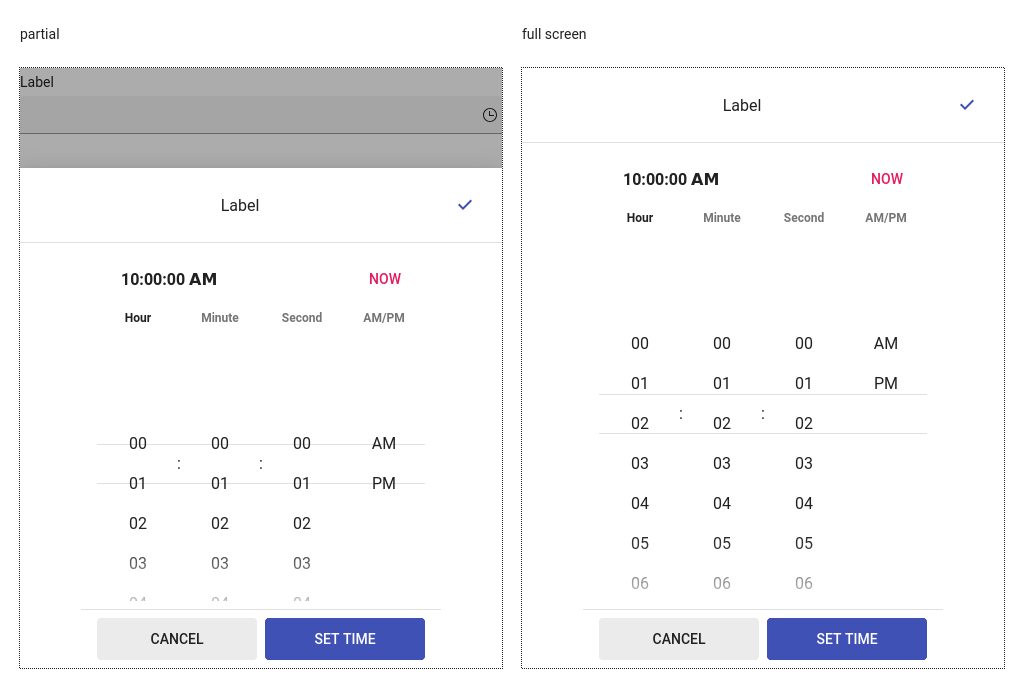 partial
Label
Label
10:00:00 AM NOW
Hour Minute Second AM/PM
00 00 00 AM
: :
01 01 01 PM
02 02 02
03 03 03
04 04 04
CANCEL SET TIME
full screen
Label
10:00:00 AM NOW
Hour Minute Second AM/PM
00 00 00 AM
01 01 01 PM
: :
02 02 02
03 03 03
04 04 04
05 05 05
06 06 06
CANCEL SET TIME